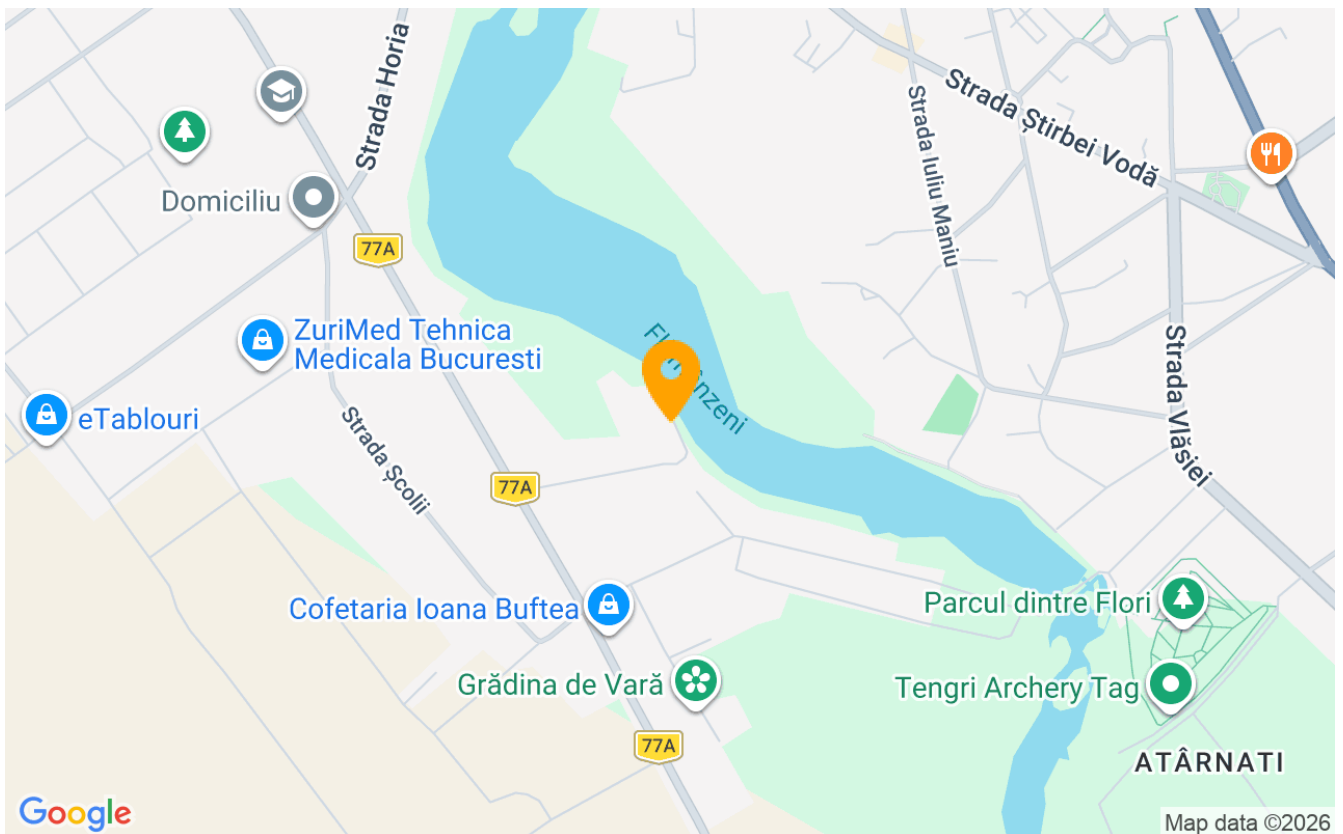 Strada Horia
Strada Știrbei Vodă
Strada Iuliu Maniu
Domiciliu
77A
ZuriMed Tehnica
Medicala Bucuresti
eTablouri
Strada Școlii
Strada Vlăsiei
77A
Cofetaria Ioana Buftea
Parcul dintre Flori
Grădina de Vară
Tengri Archery Tag
77A
ATÂRNATI
Google
Map data ©2026